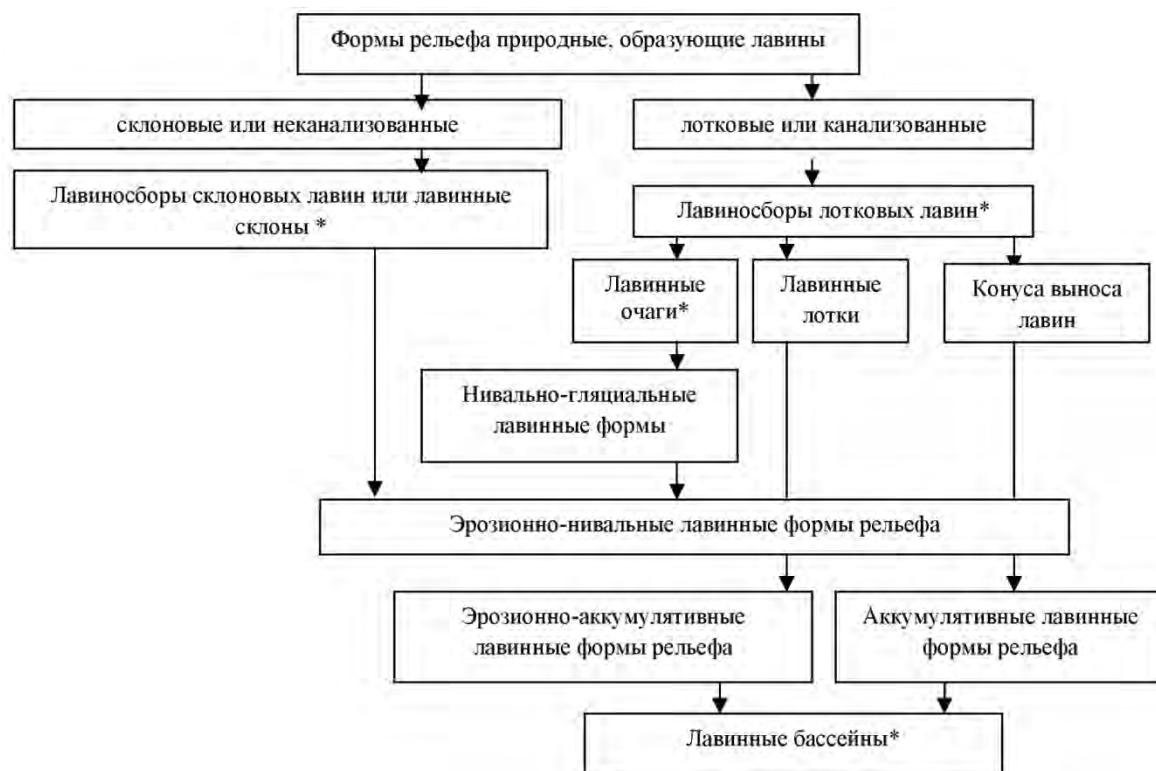 Формы рельефа природные, образующие лавины
склоновые или неканализованные
лотковые или канализованные
Лавиносборы склоновых лавин или лавинные
склоны *
Лавиносборы лотковых лавин*
Лавинные
очаги*
Лавинные
лотки
Конуса выноса
лавин
Нивально-гляциальные
лавинные формы
Эрозионно-нивальные лавинные формы рельефа
Эрозионно-аккумулятивные
лавинные формы рельефа
Аккумулятивные лавинные
формы рельефа
Лавинные бассейны*